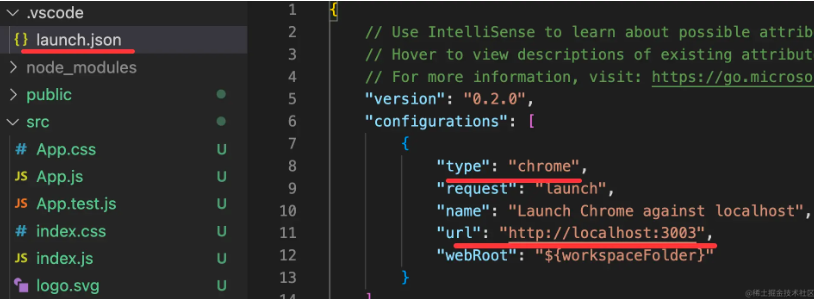 .vscode
launch.json
node_modules
public
src
App.css U
App.js U
App.test.js U
index.css U
index.js U
logo.svg U
1 {
2 // Use IntelliSense to learn about possible attrib
3 // Hover to view descriptions of existing attribut
4 // For more information, visit: https://go.microso
5 "version": "0.2.0",
6 "configurations": [
7 {
8 "type": "chrome",
9 "request": "launch",
10 "name": "Launch Chrome against localhost",
11 "url": "http://localhost:3003",
12 "webRoot": "${workspaceFolder}"
13 }
14 ]
@稀土掘金技术社区